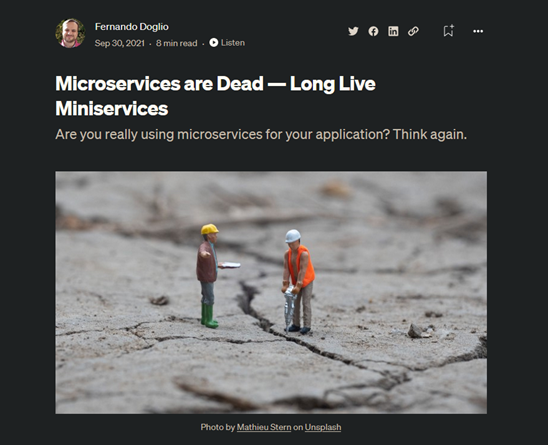 Fernando Doglio
Sep 30, 2021 · 8 min read · Listen
Microservices are Dead — Long Live
Miniservices
Are you really using microservices for your application? Think again.
Photo by Mathieu Stern on Unsplash